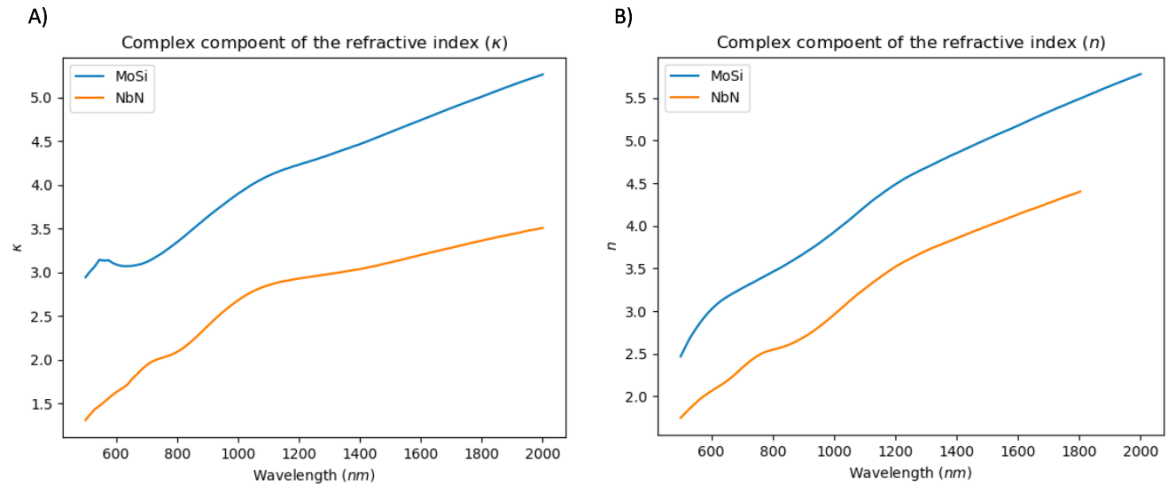 A)
Complex compoent of the refractive index (κ)
MoSi
NbN
5.0
4.5
4.0
3.5
3.0
2.5
2.0
1.5
κ
600 800 1000 1200 1400 1600 1800 2000
Wavelength (nm)
B)
Complex compoent of the refractive index (n)
MoSi
NbN
5.5
5.0
4.5
4.0
3.5
3.0
2.5
2.0
n
600 800 1000 1200 1400 1600 1800 2000
Wavelength (nm)